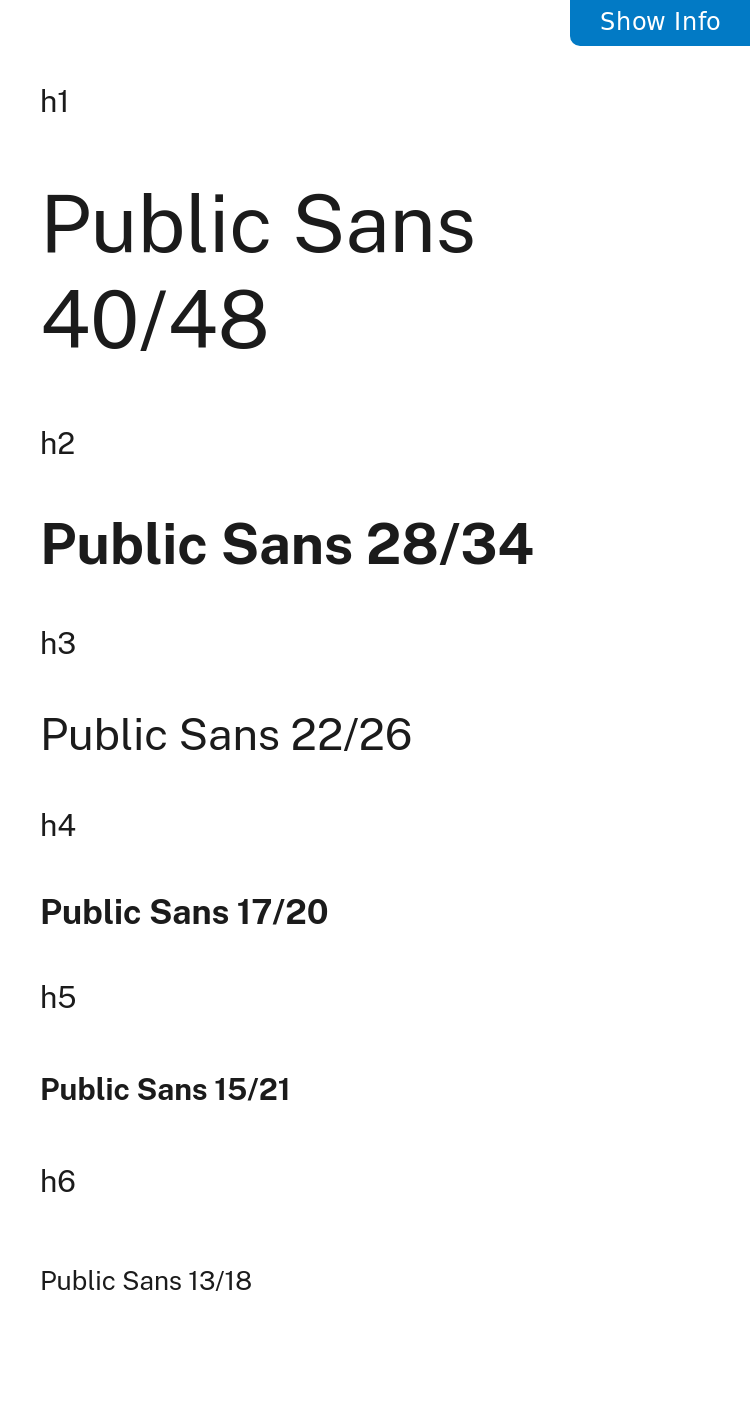 Show Info
h1
Public Sans
40/48
h2
Public Sans 28/34
h3
Public Sans 22/26
h4
Public Sans 17/20
h5
Public Sans 15/21
h6
Public Sans 13/18